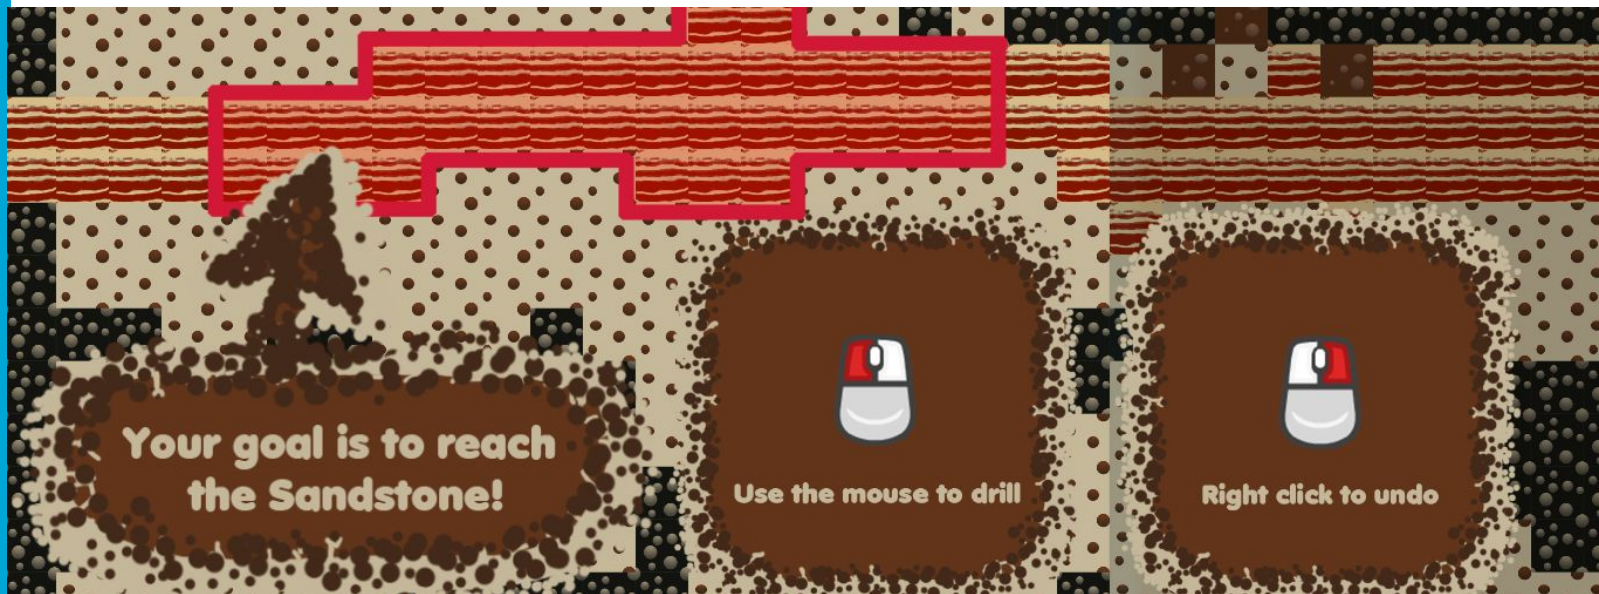 Your goal is to reach
the Sandstone!
Use the mouse to drill
Right click to undo